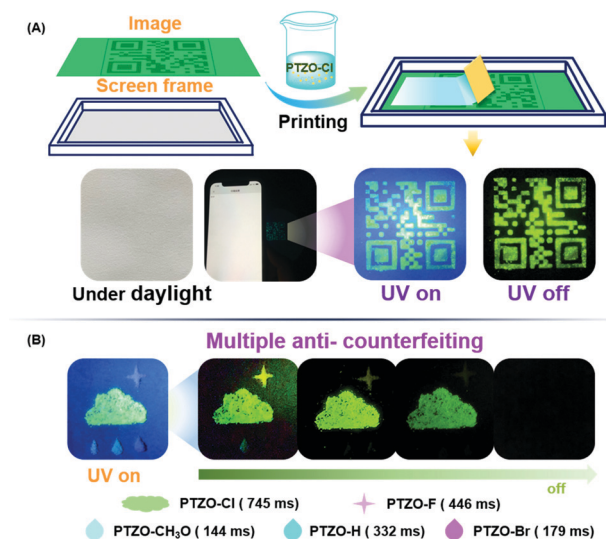 (A)
Image
Screen frame
PTZO-Cl
Printing
Under daylight
UV on
UV off
(B)
Multiple anti- counterfeiting
UV on
off
PTZO-Cl ( 745 ms)
PTZO-F ( 446 ms)
PTZO-CH₃O ( 144 ms)
PTZO-H ( 332 ms)
PTZO-Br ( 179 ms)